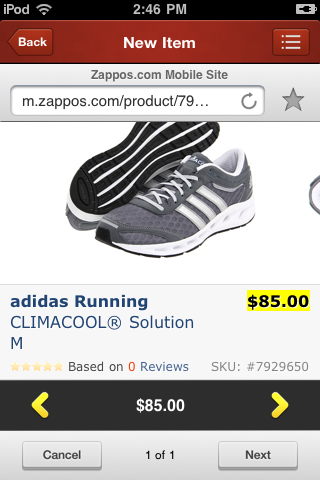 iPod 2:46 PM
Back New Item
Zappos.com Mobile Site
m.zappos.com/product/79...
adidas Running $85.00
CLIMACOOL® Solution
M
Based on 0 Reviews SKU: #7929650
$85.00
Cancel 1 of 1 Next